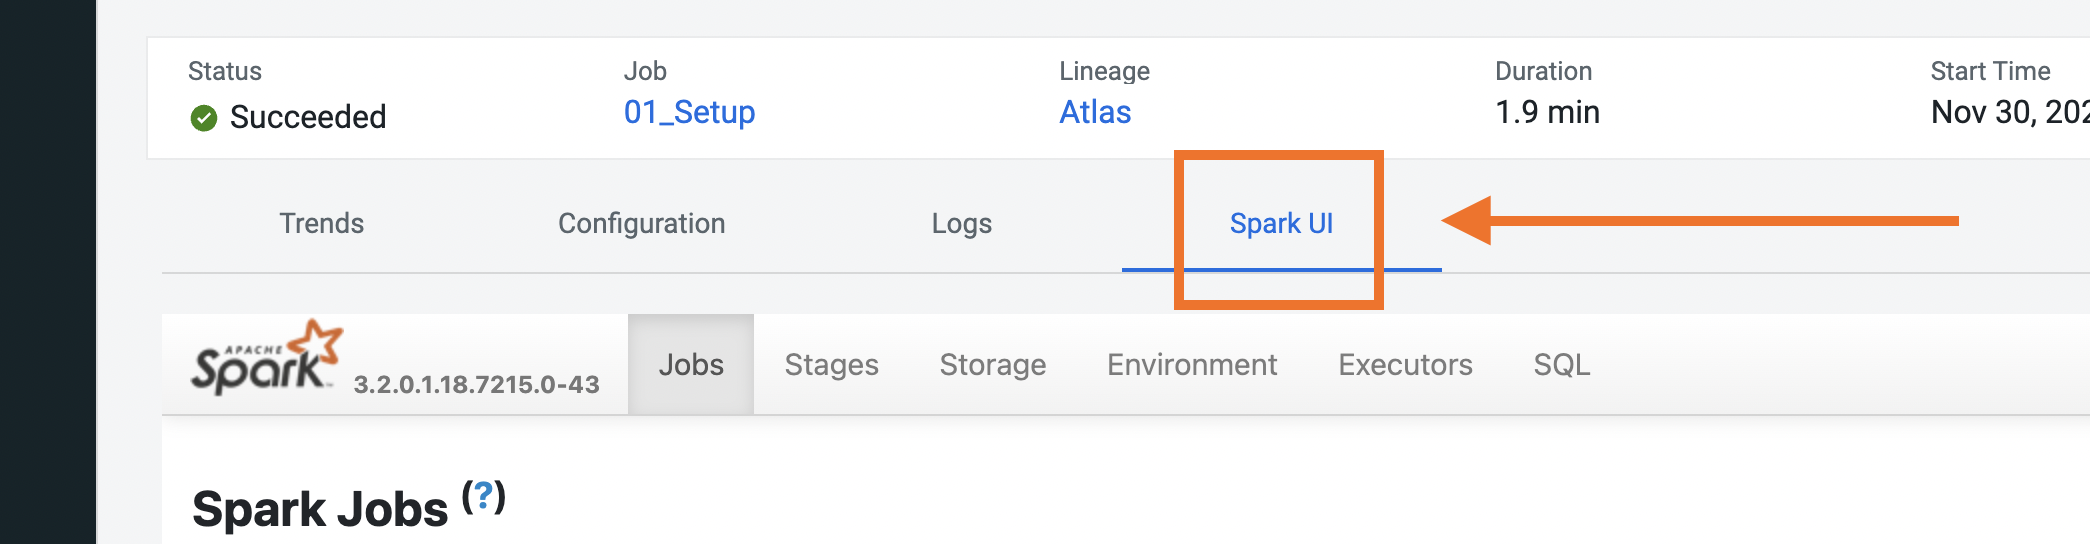 Status Job Lineage Duration Start Time
Succeeded 01_Setup Atlas 1.9 min Nov 30, 202
Trends Configuration Logs Spark UI
APACHE
Spark™ 3.2.0.1.18.7215.0-43 Jobs Stages Storage Environment Executors SQL
Spark Jobs (?)